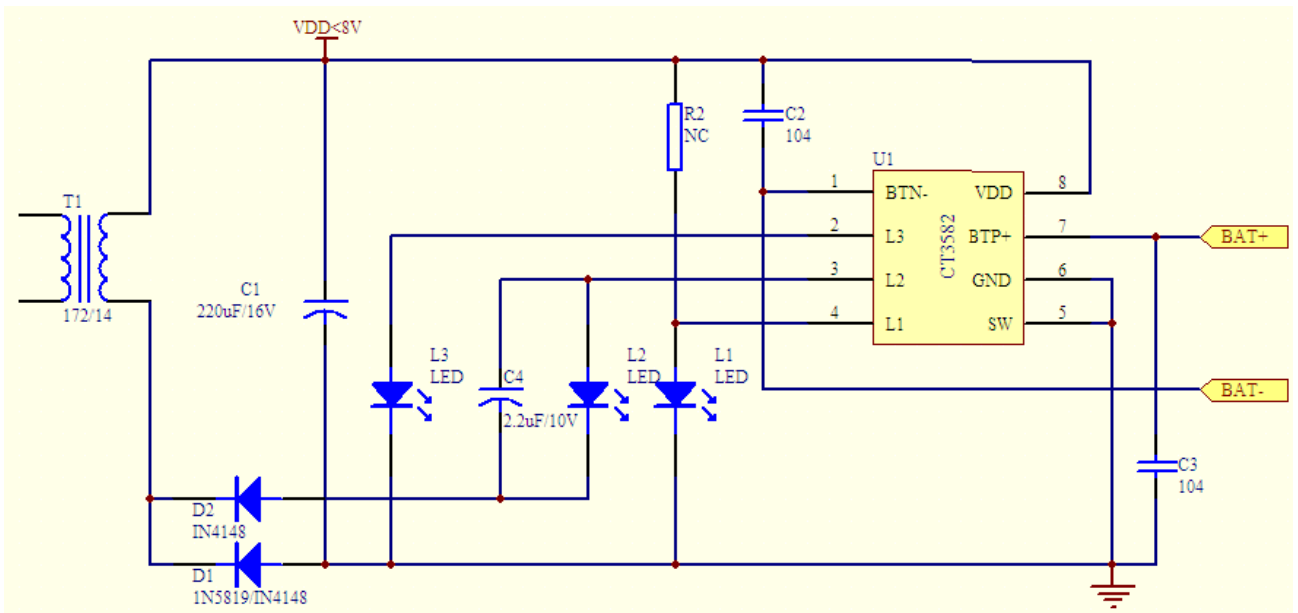 VDD<8V
R2
NC
C2
104
U1
1
BTN-
VDD
8
T1
2
L3
BTP+
7
BAT+
CT3582
3
L2
GND
6
C1
220uF/16V
172/14
4
L1
SW
5
L3
LED
C4
2.2uF/10V
L2
LED
L1
LED
BAT-
C3
104
D2
IN4148
D1
1N5819/IN4148